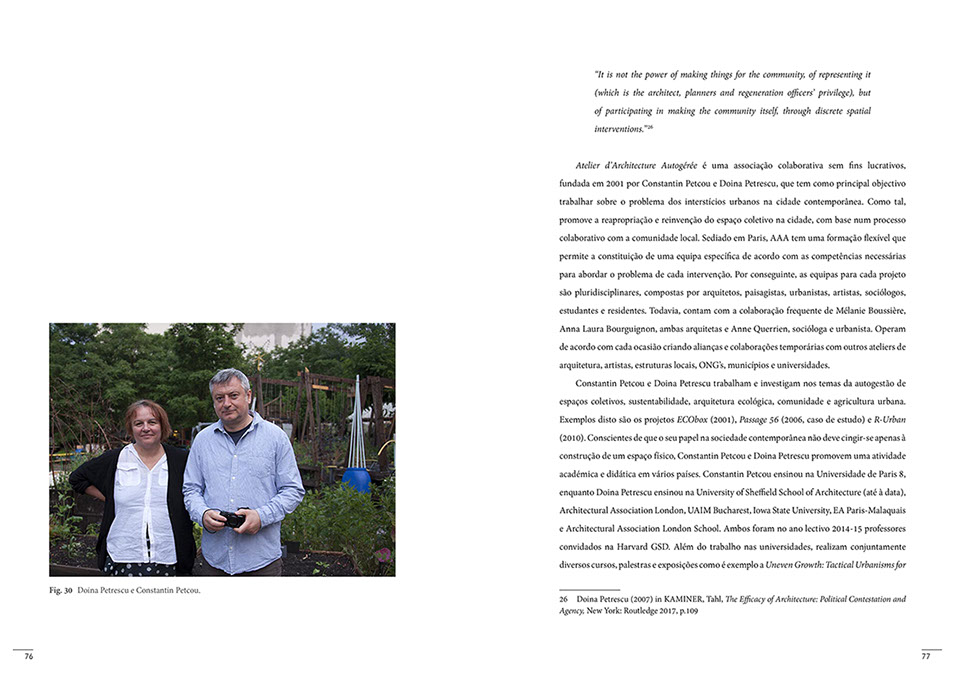 Fig. 30 Doina Petrescu e Constantin Petcou.
76
“It is not the power of making things for the community, of representing it
(which is the architect, planners and regeneration officers’ privilege), but
of participating in making the community itself, through discrete spatial
interventions.”26
Atelier d’Architecture Autogérée é uma associação colaborativa sem fins lucrativos,
fundada em 2001 por Constantin Petcou e Doina Petrescu, que tem como principal objectivo
trabalhar sobre o problema dos interstícios urbanos na cidade contemporânea. Como tal,
promove a reapropriação e reinvenção do espaço coletivo na cidade, com base num processo
colaborativo com a comunidade local. Sediado em Paris, AAA tem uma formação flexível que
permite a constituição de uma equipa específica de acordo com as competências necessárias
para abordar o problema de cada intervenção. Por conseguinte, as equipas para cada projeto
são pluridisciplinares, compostas por arquitetos, paisagistas, urbanistas, artistas, sociólogos,
estudantes e residentes. Todavia, contam com a colaboração frequente de Mélanie Boussière,
Anna Laura Bourguignon, ambas arquitetas e Anne Querrien, socióloga e urbanista. Operam
de acordo com cada ocasião criando alianças e colaborações temporárias com outros ateliers de
arquitetura, artistas, estruturas locais, ONG’s, municípios e universidades.
Constantin Petcou e Doina Petrescu trabalham e investigam nos temas da autogestão de
espaços coletivos, sustentabilidade, arquitetura ecológica, comunidade e agricultura urbana.
Exemplos disto são os projetos ECObox (2001), Passage 56 (2006, caso de estudo) e R-Urban
(2010). Conscientes de que o seu papel na sociedade contemporânea não deve cingir-se apenas à
construção de um espaço físico, Constantin Petcou e Doina Petrescu promovem uma atividade
académica e didática em vários países. Constantin Petcou ensinou na Universidade de Paris 8,
enquanto Doina Petrescu ensinou na University of Sheffield School of Architecture (até à data),
Architectural Association London, UAIM Bucharest, Iowa State University, EA Paris-Malaquais
e Architectural Association London School. Ambos foram no ano lectivo 2014-15 professores
convidados na Harvard GSD. Além do trabalho nas universidades, realizam conjuntamente
diversos cursos, palestras e exposições como é exemplo a Uneven Growth: Tactical Urbanisms for
26 Doina Petrescu (2007) in KAMINER, Tahl, The Efficacy of Architecture: Political Contestation and
Agency, New York: Routledge 2017, p.109
77